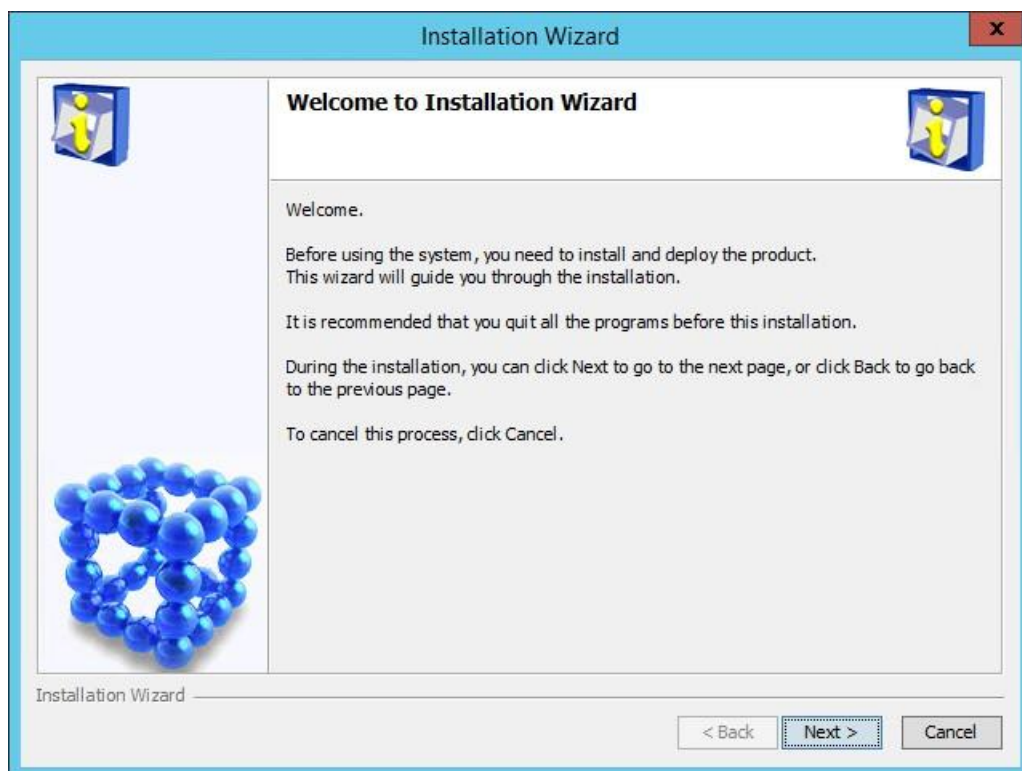 Installation Wizard
x
Welcome to Installation Wizard
Welcome.
Before using the system, you need to install and deploy the product.
This wizard will guide you through the installation.
It is recommended that you quit all the programs before this installation.
During the installation, you can click Next to go to the next page, or click Back to go back
to the previous page.
To cancel this process, click Cancel.
Installation Wizard
< Back Next > Cancel